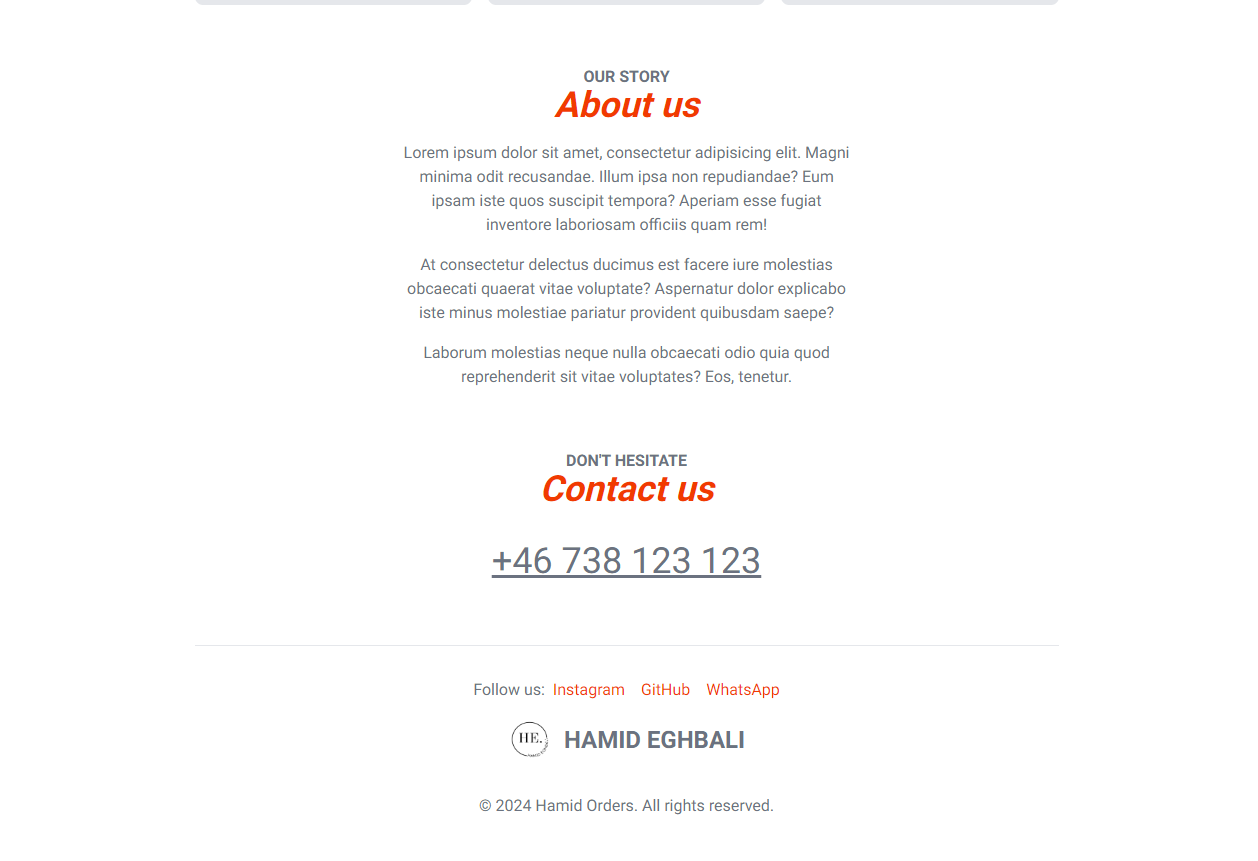 OUR STORY
About us
Lorem ipsum dolor sit amet, consectetur adipisicing elit. Magni
minima odit recusandae. Illum ipsa non repudiandae? Eum
ipsam iste quos suscipit tempora? Aperiam esse fugiat
inventore laboriosam officiis quam rem!
At consectetur delectus ducimus est facere iure molestias
obcaecati quaerat vitae voluptate? Aspernatur dolor explicabo
iste minus molestiae pariatur provident quibusdam saepe?
Laborum molestias neque nulla obcaecati odio quia quod
reprehenderit sit vitae voluptates? Eos, tenetur.
DON'T HESITATE
Contact us
+46 738 123 123
Follow us: Instagram GitHub WhatsApp
HE. HAMID EGHBALI
© 2024 Hamid Orders. All rights reserved.